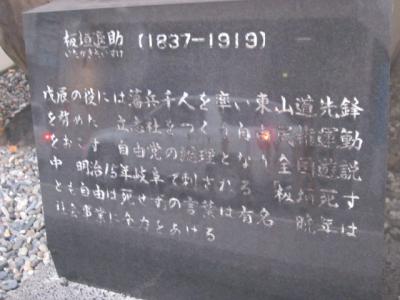 板垣退助 (1837-1919)
いたがきたいすけ
戊辰の役には藩兵千人を率い東山道先鋒
を務めた 立志社をつくり自由民権運動
をおこす 自由党の総理となり全国遊説
中 明治15年岐阜で刺される "板垣死す
とも自由は死せず"の言葉は有名 晩年は
社会事業に全力をあげる